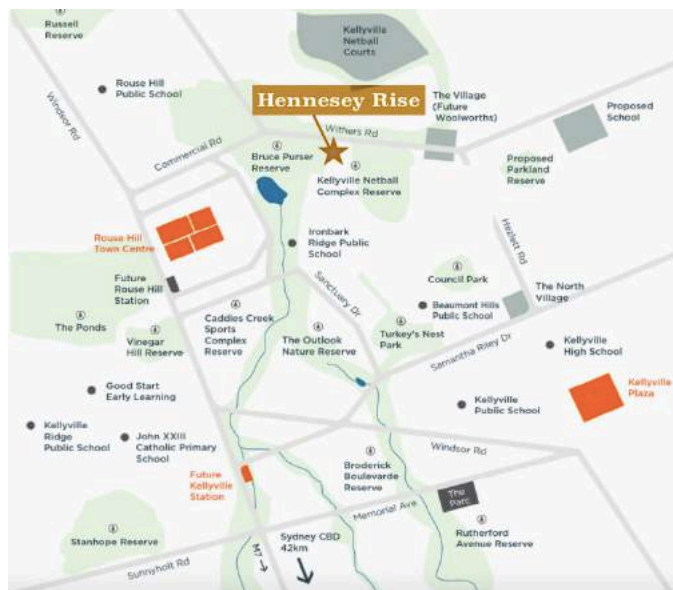 Russell
Reserve
Kellyville
Netball
Courts
Windsor Rd
Rouse Hill
Public School
Hennesey Rise
The Village
(Future
Woolworths)
Proposed
School
Commercial Rd
Withers Rd
Bruce Purser
Reserve
Kellyville Netball
Complex Reserve
Proposed
Parkland
Reserve
Rouse Hill
Town Centre
Ironbark
Ridge Public
School
Hezlett Rd
Future
Rouse Hill
Station
Sanctuary Dr
Council Park
Beaumont Hills
Public School
The North
Village
The Ponds
Vinegar
Hill Reserve
Caddies Creek
Sports
Complex
Reserve
The Outlook
Nature Reserve
Turkey's Nest
Park
Samantha Riley Dr
Kellyville
High School
Kellyville
Plaza
Good Start
Early Learning
Kellyville
Public School
Kellyville
Ridge
Public School
John XXIII
Catholic Primary
School
Windsor Rd
Future
Kellyville
Station
Broderick
Boulevarde
Reserve
The
Parc
Memorial Ave
Stanhope Reserve
Sunnyholt Rd
M7
Sydney CBD
42km
Rutherford
Avenue Reserve